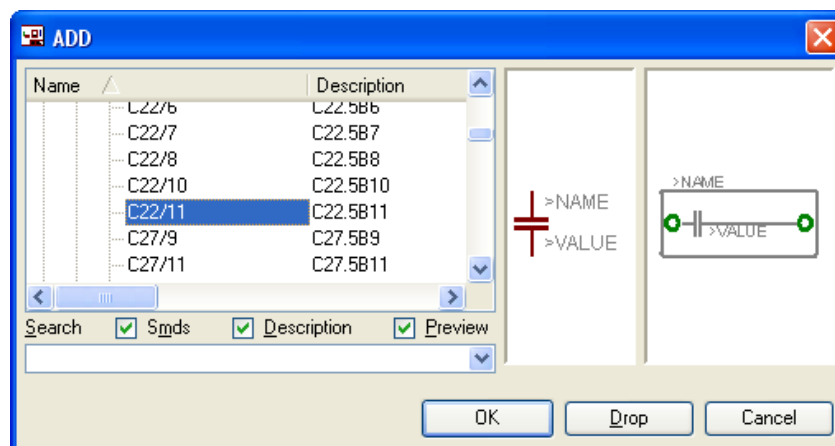 ADD
Name Description
C22/6 C22.5B6
C22/7 C22.5B7
C22/8 C22.5B8
C22/10 C22.5B10
C22/11 C22.5B11
C27/9 C27.5B9
C27/11 C27.5B11
>NAME
>VALUE
>NAME
>VALUE
Search Smds Description Preview
OK Drop Cancel